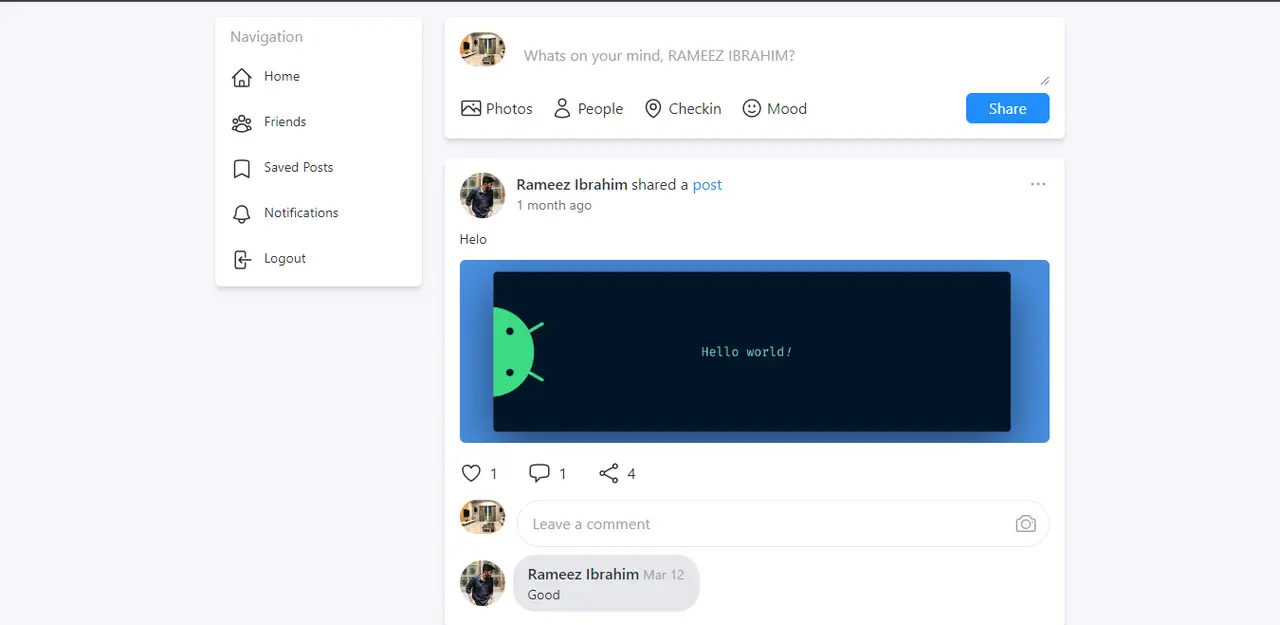 Navigation
Home
Friends
Saved Posts
Notifications
Logout
Whats on your mind, RAMEEZ IBRAHIM?
Photos People Checkin Mood Share
Rameez Ibrahim shared a post
1 month ago
Helo
Hello world!
1 1 4
Leave a comment
Rameez Ibrahim Mar 12
Good